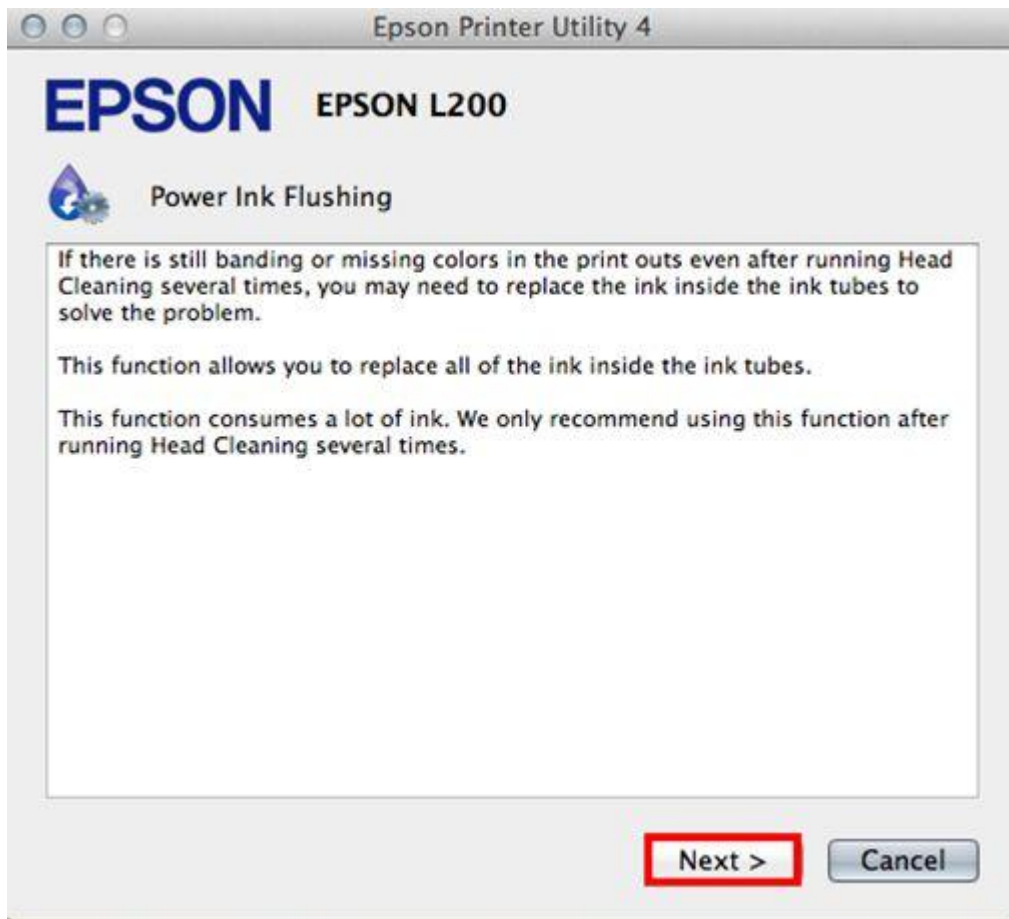 Epson Printer Utility 4
EPSON EPSON L200
Power Ink Flushing
If there is still banding or missing colors in the print outs even after running Head
Cleaning several times, you may need to replace the ink inside the ink tubes to
solve the problem.
This function allows you to replace all of the ink inside the ink tubes.
This function consumes a lot of ink. We only recommend using this function after
running Head Cleaning several times.
Next > Cancel